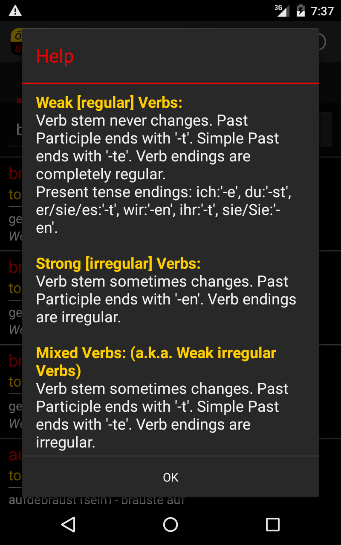 3G
7:37
Help
Weak [regular] Verbs:
Verb stem never changes. Past
Participle ends with '-t'. Simple Past
ends with '-te'. Verb endings are
completely regular.
Present tense endings: ich:'-e', du:'-st',
er/sie/es:'-t', wir:'-en', ihr:'-t', sie/Sie:'-
en'.
Strong [irregular] Verbs:
Verb stem sometimes changes. Past
Participle ends with '-en'. Verb endings
are irregular.
Mixed Verbs: (a.k.a. Weak irregular
Verbs)
Verb stem sometimes changes. Past
Participle ends with '-t'. Simple Past
ends with '-te'. Verb endings are
irregular.
OK
aufgebraust (sein) - brauste auf